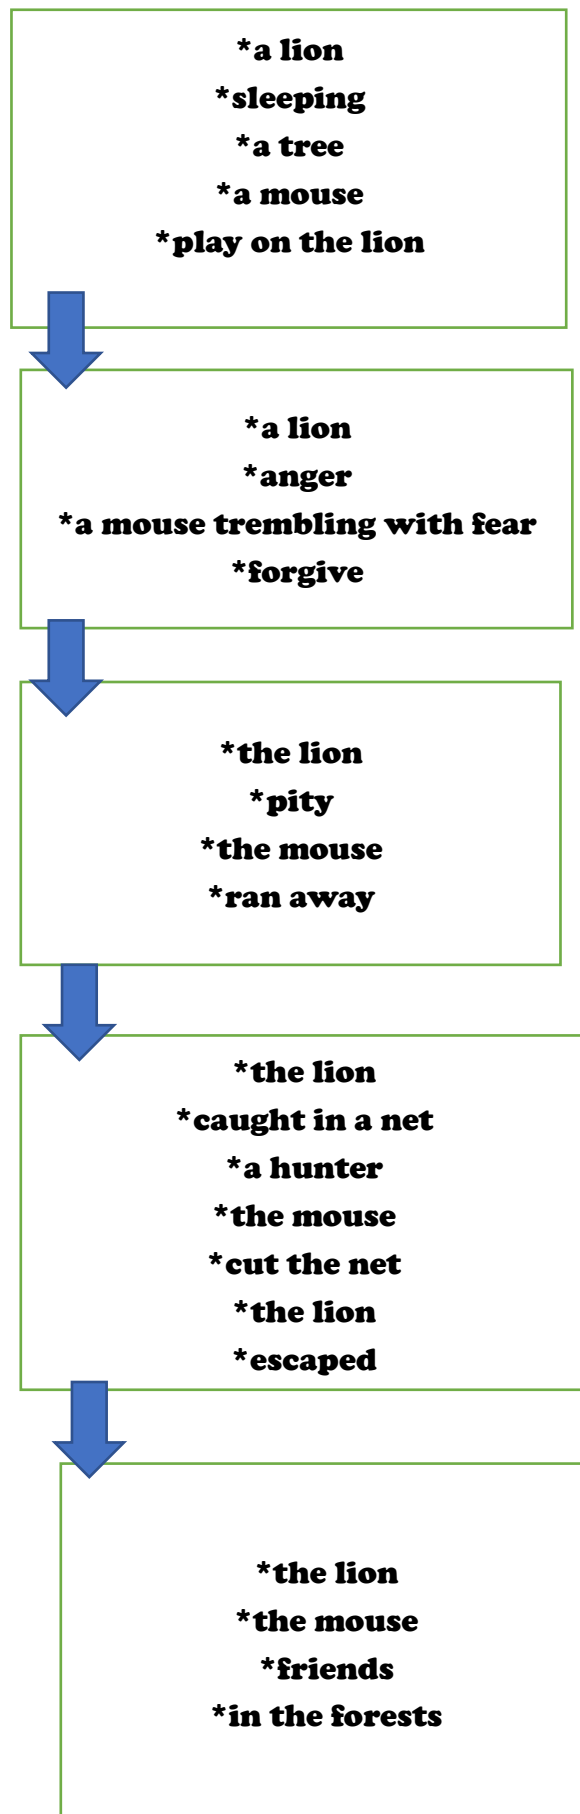 *a lion
*sleeping
*a tree
*a mouse
*play on the lion
*a lion
*anger
*a mouse trembling with fear
*forgive
*the lion
*pity
*the mouse
*ran away
*the lion
*caught in a net
*a hunter
*the mouse
*cut the net
*the lion
*escaped
*the lion
*the mouse
*friends
*in the forests